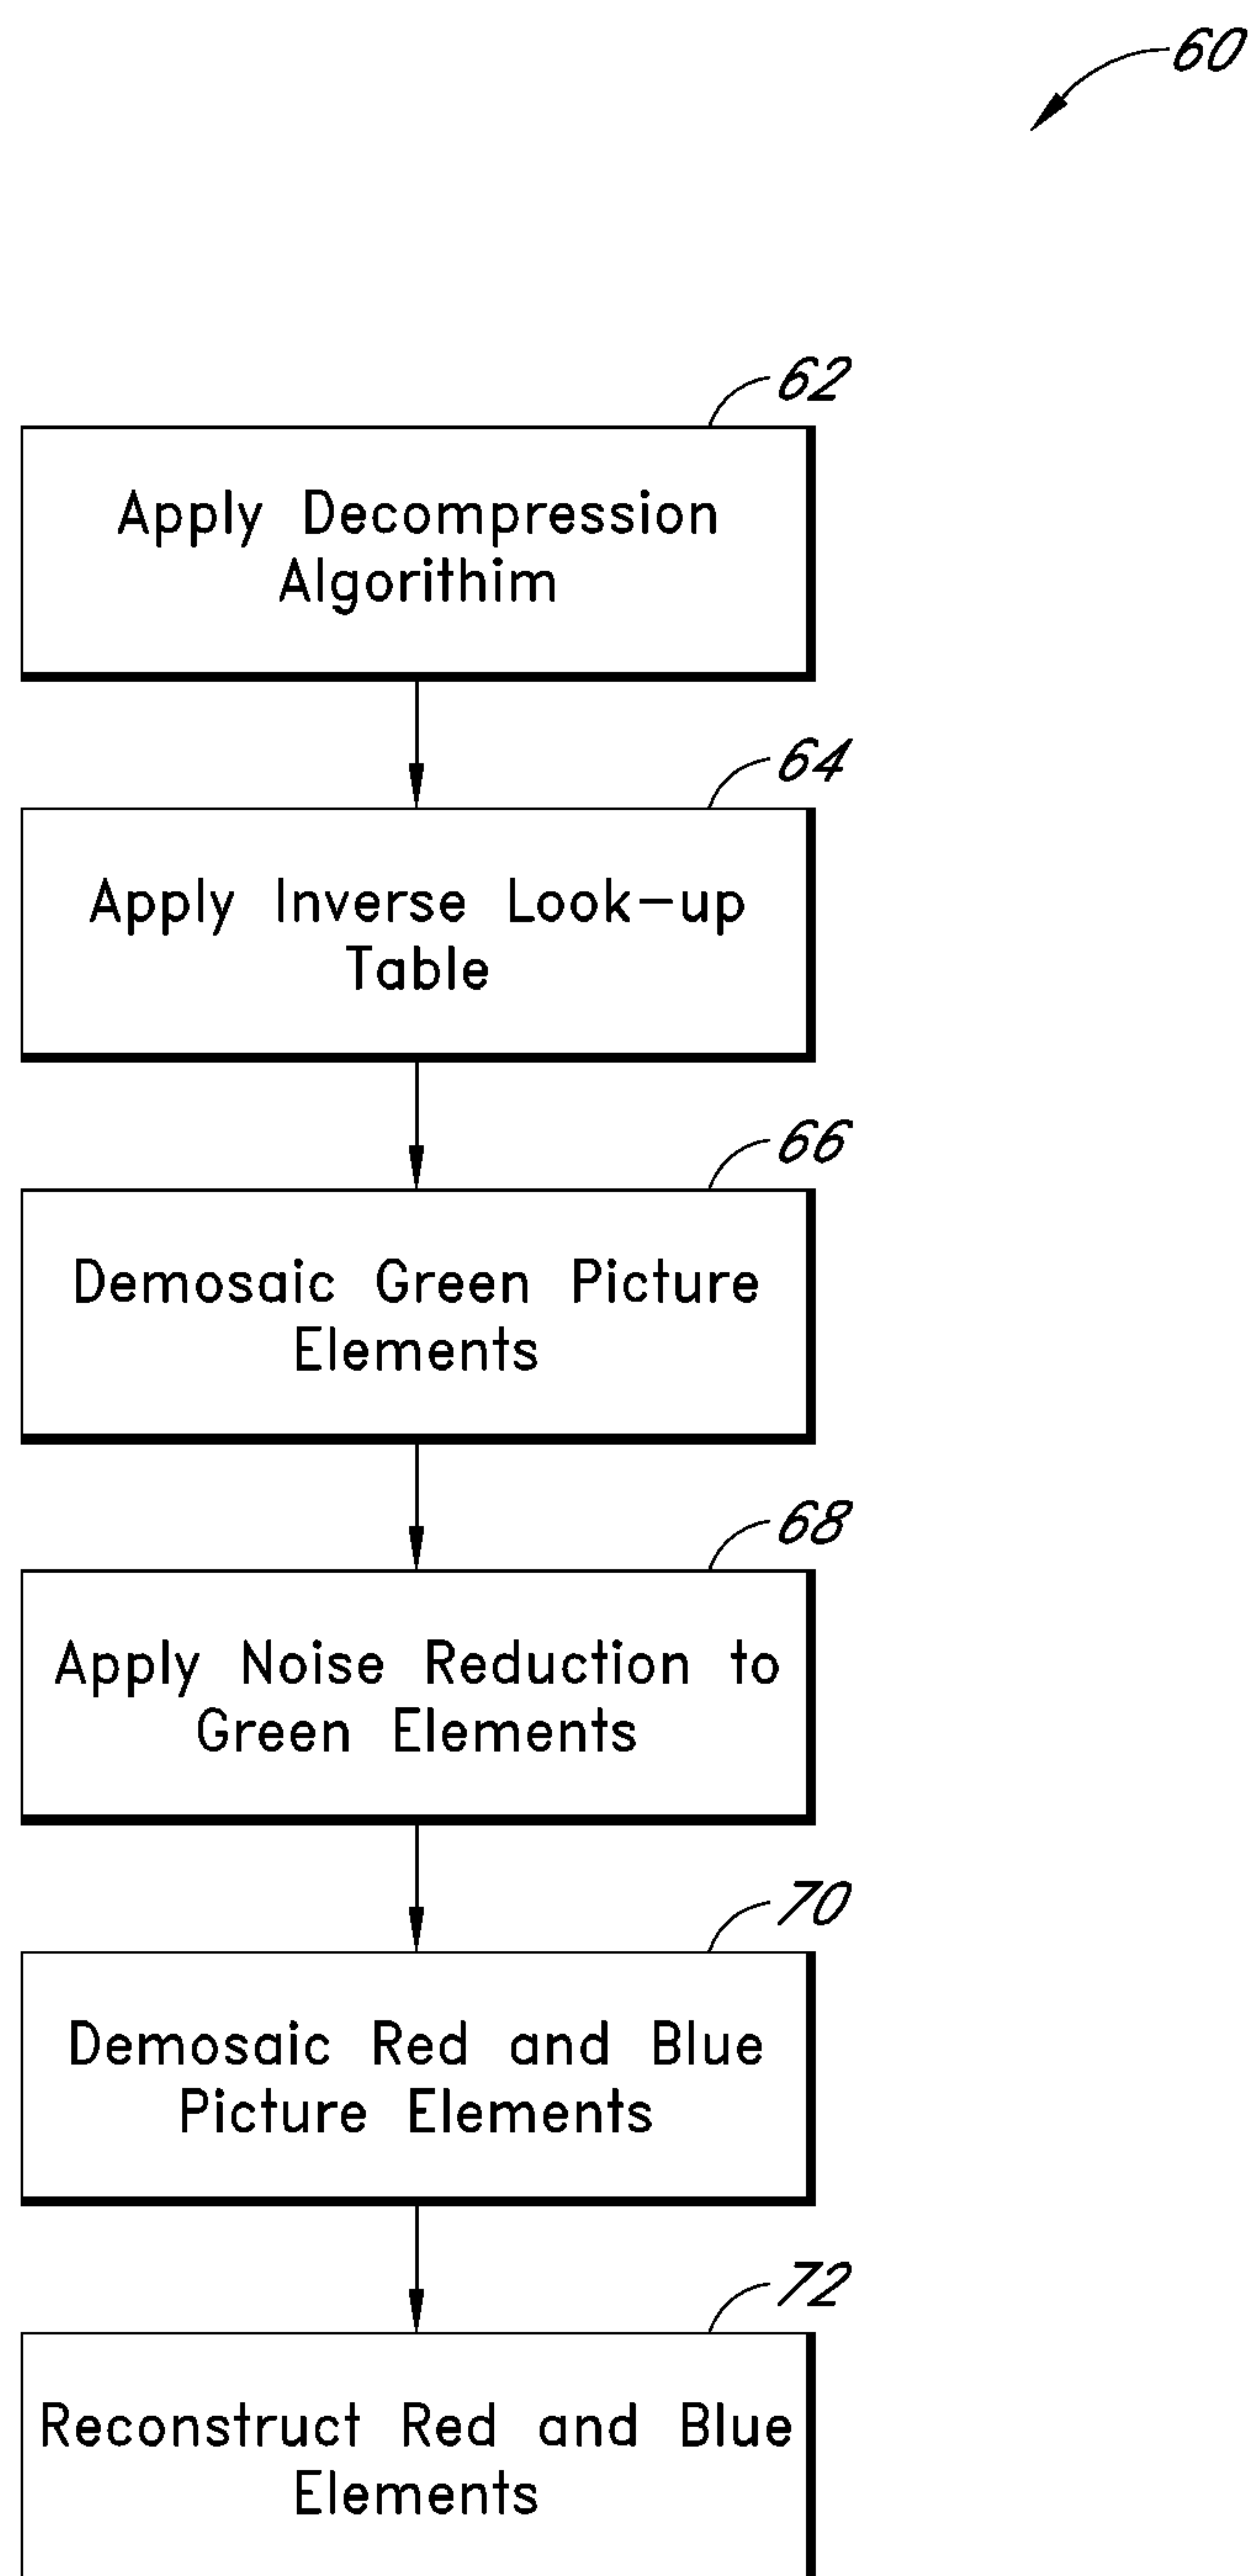 60
62
Apply Decompression
Algorithim
64
Apply Inverse Look-up
Table
66
Demosaic Green Picture
Elements
68
Apply Noise Reduction to
Green Elements
70
Demosaic Red and Blue
Picture Elements
72
Reconstruct Red and Blue
Elements